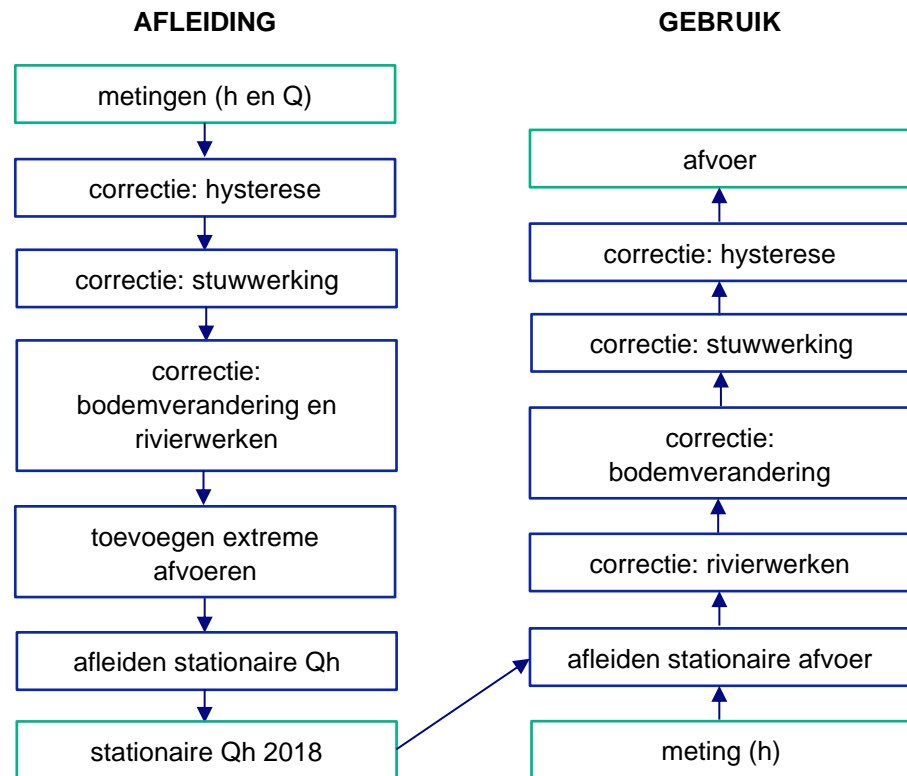 AFLEIDING
metingen (h en Q)
correctie: hysterese
correctie: stuwwerking
correctie:
bodemverandering en
rivierwerken
toevoegen extreme
afvoeren
afleiden stationaire Qh
stationaire Qh 2018
GEBRUIK
afvoer
correctie: hysterese
correctie: stuwwerking
correctie:
bodemverandering
correctie: rivierwerken
afleiden stationaire afvoer
meting (h)